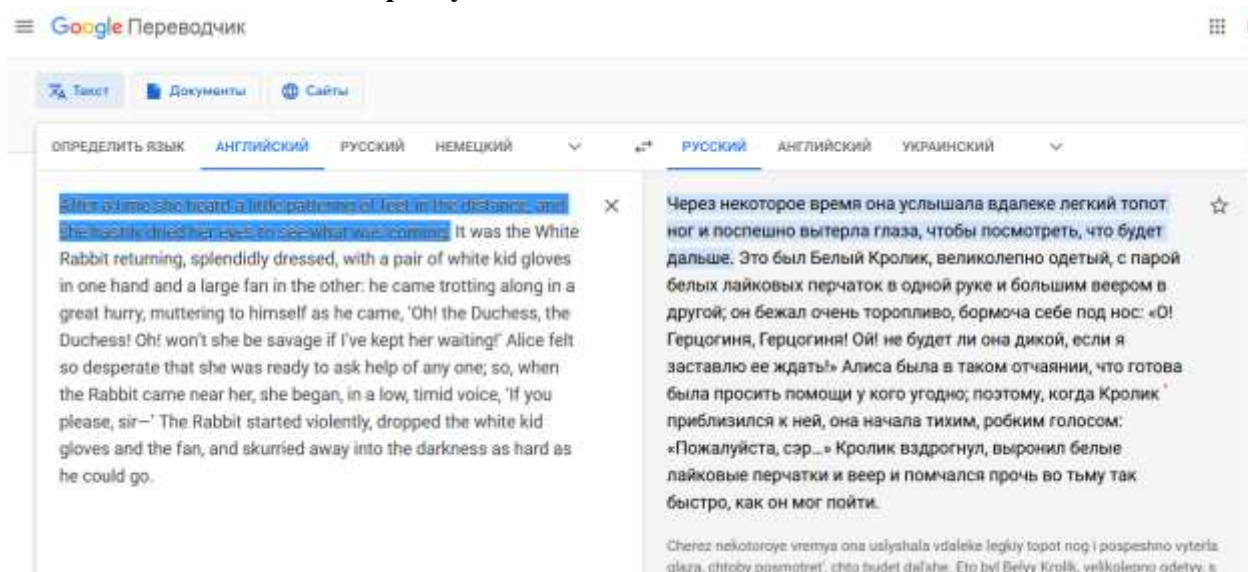 Google Переводчик
Текст Документы Сайты
ОПРЕДЕЛИТЬ ЯЗЫК АНГЛИЙСКИЙ РУССКИЙ НЕМЕЦКИЙ
РУССКИЙ АНГЛИЙСКИЙ УКРАИНСКИЙ
After a time she heard a little pattering of feet in the distance, and
she hastily dried her eyes to see what was coming. It was the White
Rabbit returning, splendidly dressed, with a pair of white kid gloves
in one hand and a large fan in the other: he came trotting along in a
great hurry, muttering to himself as he came, 'Oh! the Duchess, the
Duchess! Oh! won't she be savage if I've kept her waiting!' Alice felt
so desperate that she was ready to ask help of any one; so, when
the Rabbit came near her, she began, in a low, timid voice, 'If you
please, sir—' The Rabbit started violently, dropped the white kid
gloves and the fan, and skurried away into the darkness as hard as
he could go.
Через некоторое время она услышала вдалеке легкий топот
ног и поспешно вытерла глаза, чтобы посмотреть, что будет
дальше. Это был Белый Кролик, великолепно одетый, с парой
белых лайковых перчаток в одной руке и большим веером в
другой; он бежал очень торопливо, бормоча себе под нос: «О!
Герцогиня, Герцогиня! Ой! не будет ли она дикой, если я
заставлю ее ждать!» Алиса была в таком отчаянии, что готова
была просить помощи у кого угодно; поэтому, когда Кролик
приблизился к ней, она начала тихим, робким голосом:
«Пожалуйста, сэр...» Кролик вздрогнул, выронил белые
лайковые перчатки и веер и помчался прочь во тьму так
быстро, как он мог пойти.
Cherez nekotoroye vremya ona uslyshala vdaleke legkiy topot nog i pospeshno vyterla
glaza, chtoby posmotret', chto budet dal'she. Eto byl Belyy Krolik, velikolepno odetyy, s